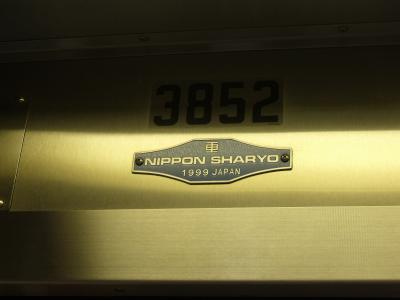 3852
車
NIPPON SHARYO
1999 JAPAN